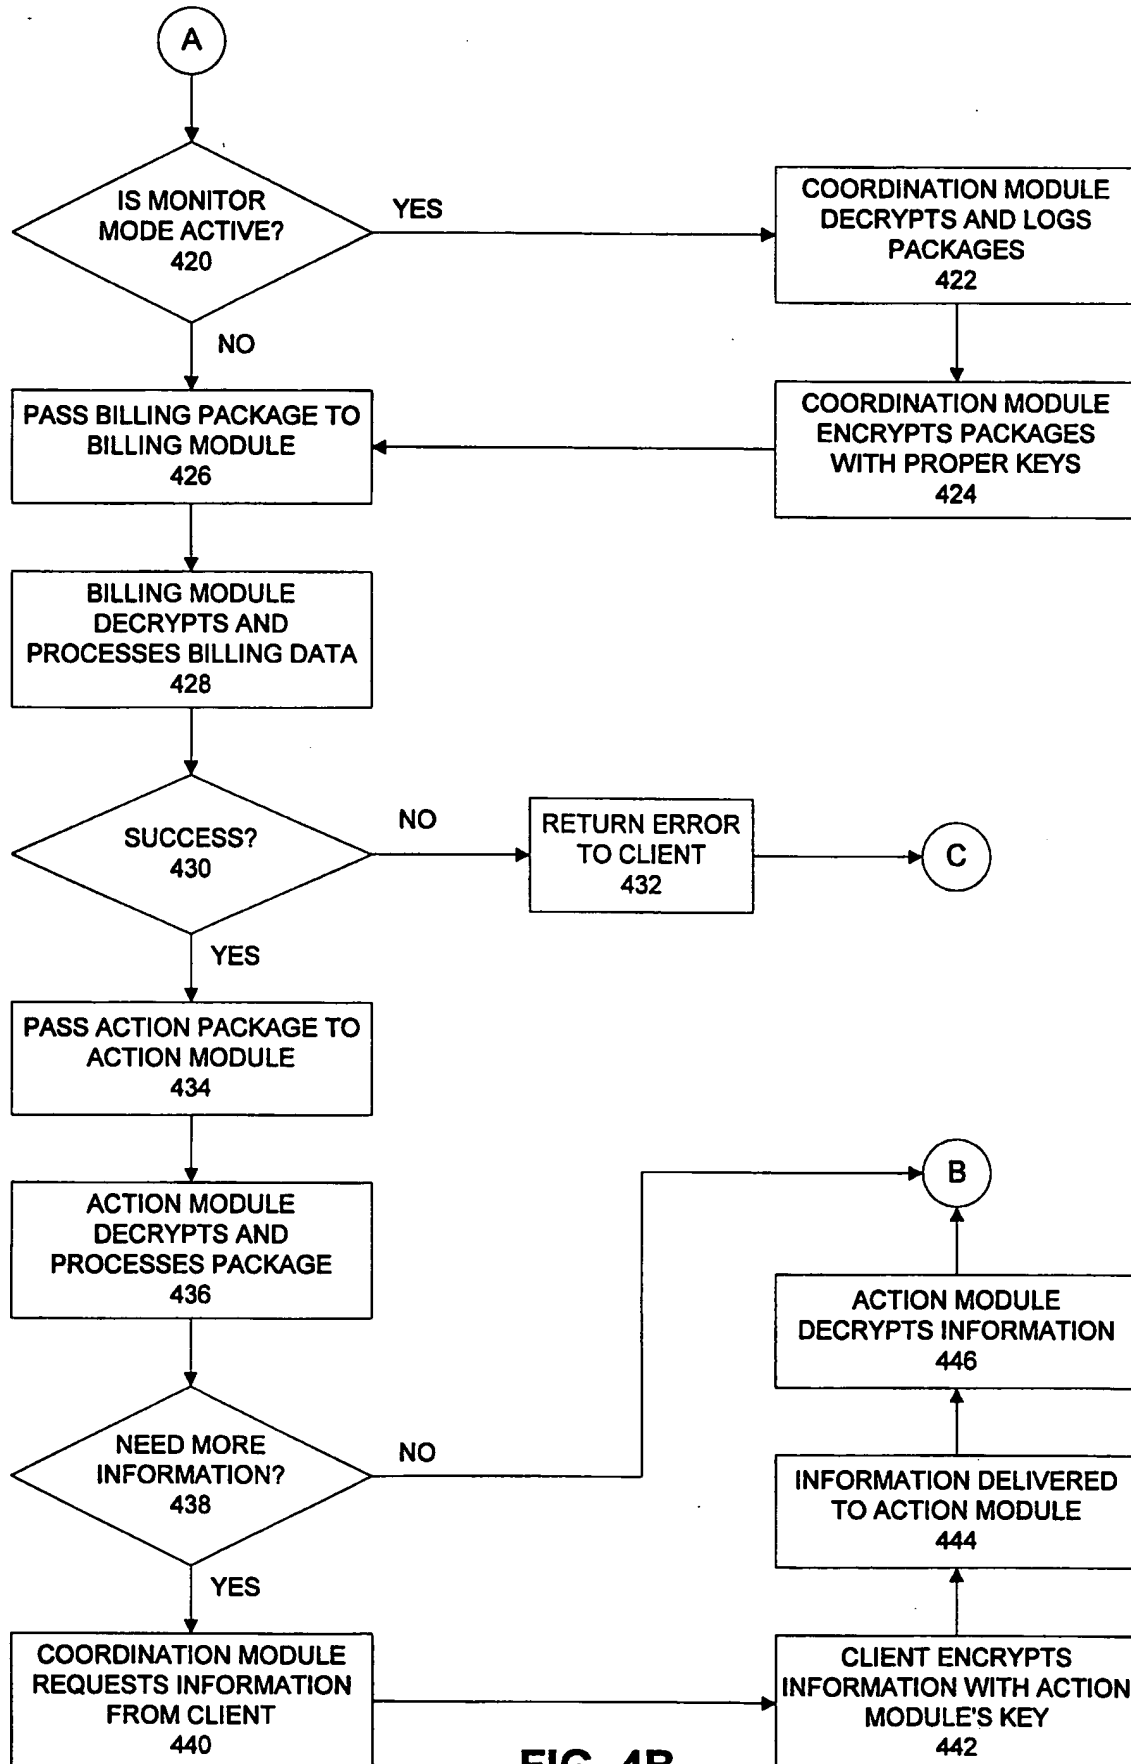 A
IS MONITOR
MODE ACTIVE?
420
YES
COORDINATION MODULE
DECRYPTS AND LOGS
PACKAGES
422
NO
PASS BILLING PACKAGE TO
BILLING MODULE
426
COORDINATION MODULE
ENCRYPTS PACKAGES
WITH PROPER KEYS
424
BILLING MODULE
DECRYPTS AND
PROCESSES BILLING DATA
428
SUCCESS?
430
NO
RETURN ERROR
TO CLIENT
432
C
YES
PASS ACTION PACKAGE TO
ACTION MODULE
434
ACTION MODULE
DECRYPTS AND
PROCESSES PACKAGE
436
B
NEED MORE
INFORMATION?
438
NO
ACTION MODULE
DECRYPTS INFORMATION
446
INFORMATION DELIVERED
TO ACTION MODULE
444
YES
COORDINATION MODULE
REQUESTS INFORMATION
FROM CLIENT
440
CLIENT ENCRYPTS
INFORMATION WITH ACTION
MODULE'S KEY
442
FIG. 4B